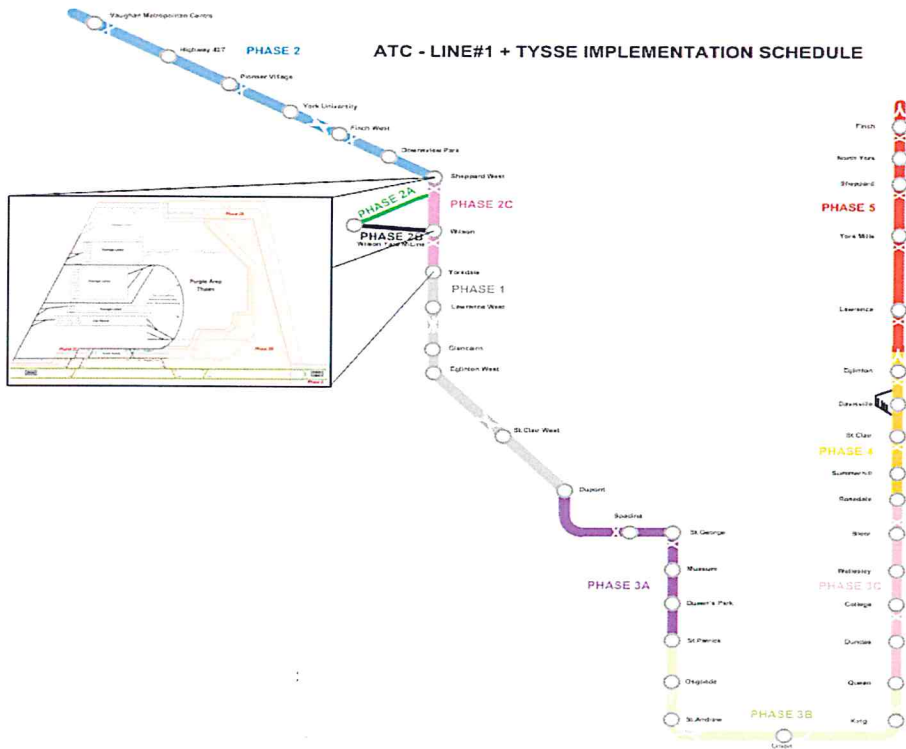 ATC - LINE#1 + TYSSE IMPLEMENTATION SCHEDULE
Vaughan Metropolitan Centre
Highway 407
PHASE 2
Pioneer Village
York University
Finch West
Downsview Park
Sheppard West
PHASE 2A
PHASE 2C
PHASE 2B
Wilson
Yorkdale
PHASE 1
Lawrence West
Glencairn
Eglinton West
St.Clair West
Dupont
Spadina
St.George
Museum
PHASE 3A
Queen's Park
St.Patrick
Osgoode
St.Andrew
PHASE 3B
Union
King
Queen
Dundas
College
PHASE 3C
Wellesley
Bloor
Rosedale
Summerhill
PHASE 4
St.Clair
Davisville
Eglinton
Lawrence
York Mills
PHASE 5
Sheppard
North York
Finch
Purple Area
Phases